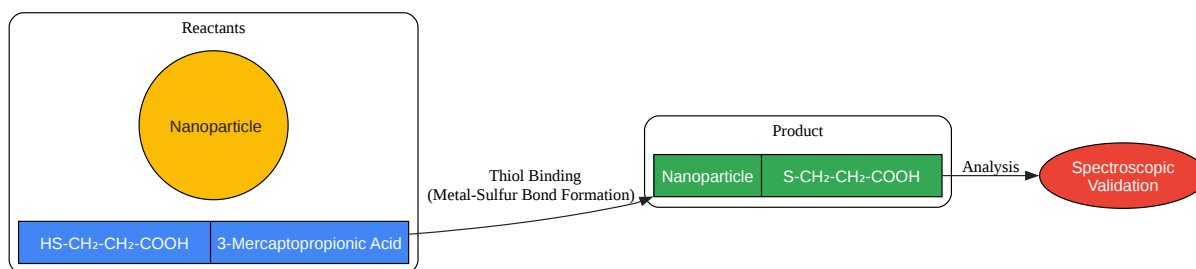 Reactants
Nanoparticle
HS-CH₂-CH₂-COOH
3-Mercaptopropionic Acid
Thiol Binding
(Metal-Sulfur Bond Formation)
Product
Nanoparticle
S-CH₂-CH₂-COOH
Analysis
Spectroscopic
Validation